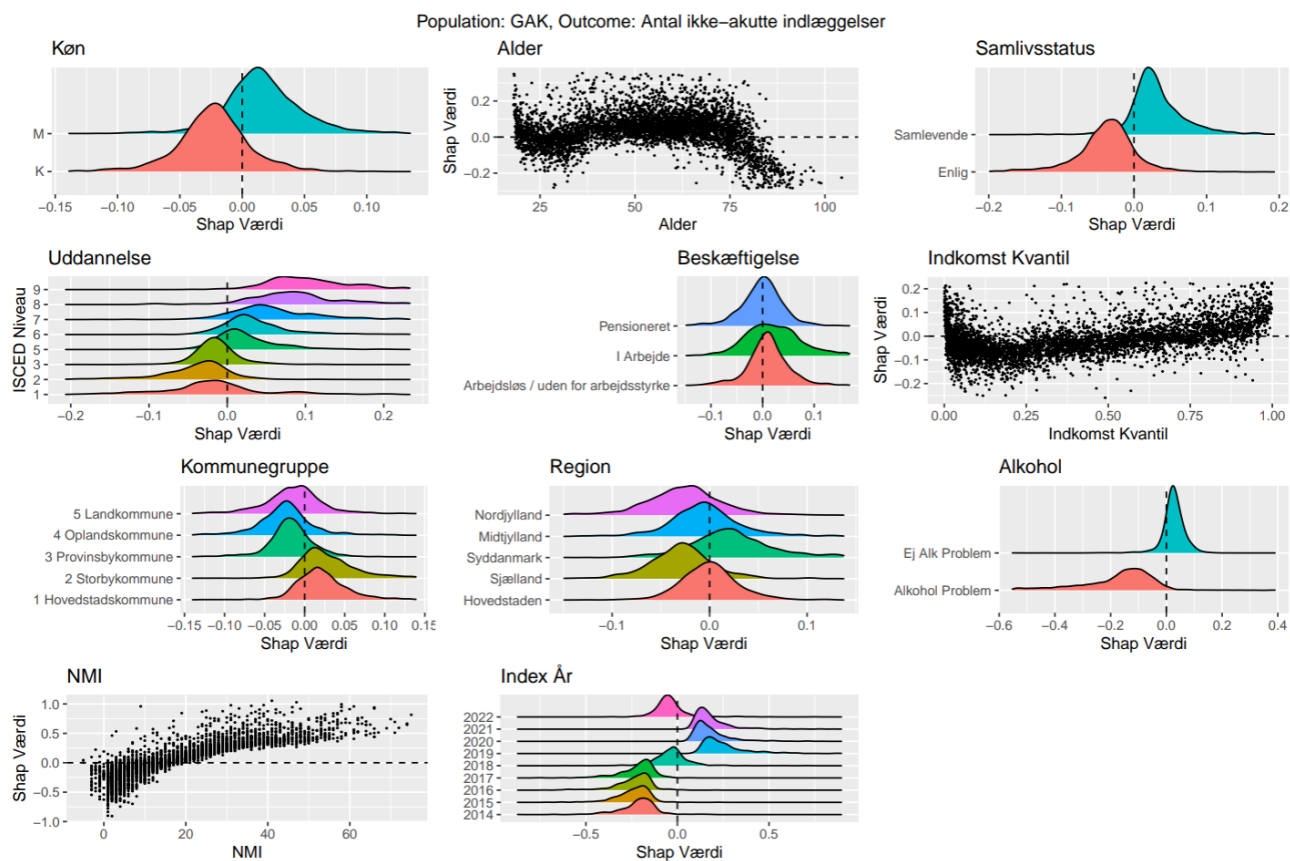 Population: GAK, Outcome: Antal ikke−akutte indlæggelser
Køn
M
K
−0.15
−0.10
−0.05
0.00
0.05
0.10
Shap Værdi
Alder
Shap Værdi
0.2
0.0
−0.2
25
50
75
100
Alder
Samlivsstatus
Samlevende
Enlig
−0.2
−0.1
0.0
0.1
0.2
Shap Værdi
Uddannelse
ISCED Niveau
9
8
7
6
5
3
2
1
−0.2
−0.1
0.0
0.1
0.2
Shap Værdi
Beskæftigelse
Pensioneret
I Arbejde
Arbejdsløs / uden for arbejdsstyrke
−0.1
0.0
0.1
Shap Værdi
Indkomst Kvantil
Shap Værdi
0.2
0.1
0.0
−0.1
−0.2
0.00
0.25
0.50
0.75
1.00
Indkomst Kvantil
Kommunegruppe
5 Landkommune
4 Oplandskommune
3 Provinsbykommune
2 Storbykommune
1 Hovedstadskommune
−0.15
−0.10
−0.05
0.00
0.05
0.10
0.15
Shap Værdi
Region
Nordjylland
Midtjylland
Syddanmark
Sjælland
Hovedstaden
−0.1
0.0
0.1
Shap Værdi
Alkohol
Ej Alk Problem
Alkohol Problem
−0.6
−0.4
−0.2
0.0
0.2
0.4
Shap Værdi
NMI
Shap Værdi
1.0
0.5
0.0
−0.5
−1.0
0
20
40
60
NMI
Index År
2022
2021
2020
2019
2018
2017
2016
2015
2014
−0.5
0.0
0.5
Shap Værdi